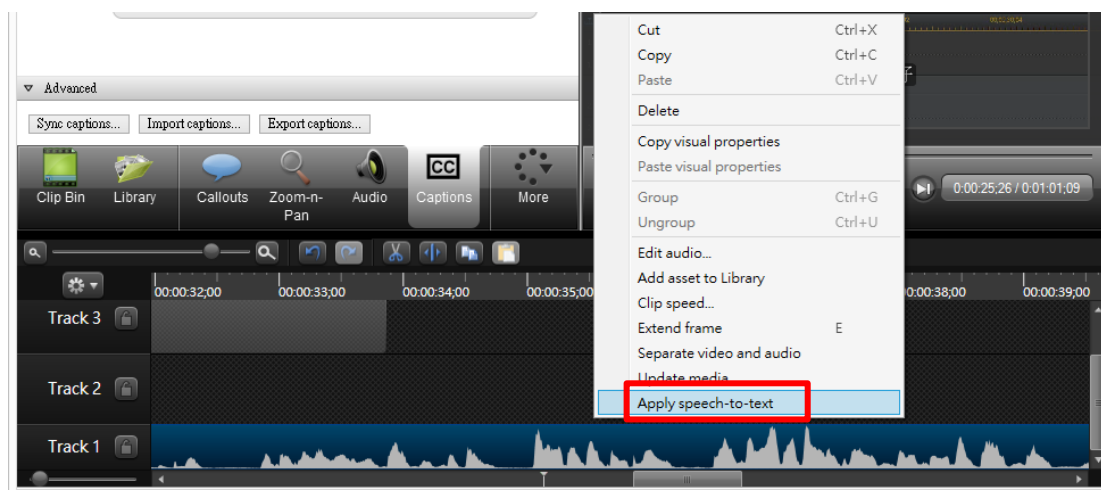 Cut Ctrl+X
Copy Ctrl+C
Paste Ctrl+V
Delete
Copy visual properties
Paste visual properties
Group Ctrl+G
Ungroup Ctrl+U
Edit audio...
Add asset to Library
Clip speed...
Extend frame E
Separate video and audio
Update media
Apply speech-to-text
子
Advanced
Sync captions... Import captions... Export captions...
Clip Bin Library Callouts Zoom-n-Pan Audio CC Captions More
0:00:25;26 / 0:01:01;09
00:00:32;00 00:00:33;00 00:00:34;00 00:00:35;00 00:00:38;00 00:00:39;00
Track 3
Track 2
Track 1